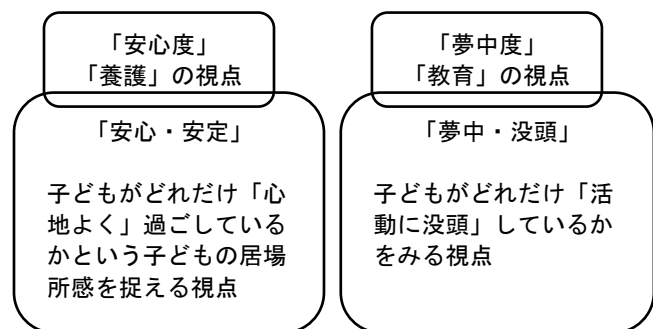 「安心度」
「養護」の視点
「安心・安定」
子どもがどれだけ「心
地よく」過ごしている
かという子どもの居場
所感を捉える視点
「夢中度」
「教育」の視点
「夢中・没頭」
子どもがどれだけ「活
動に没頭」しているか
をみる視点